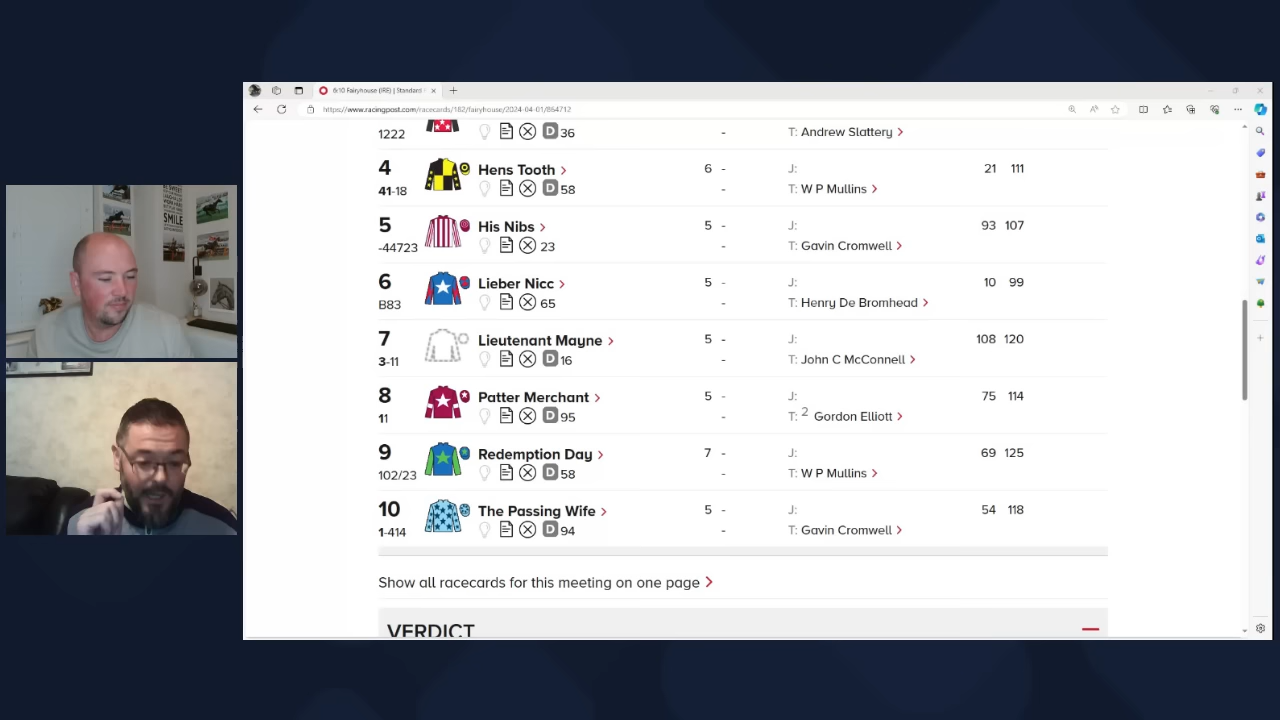 6:10 Fairyhouse (IRE) | Standard
https://www.racingpost.com/racecards/182/fairyhouse/2024-04-01/864712
1222 D 36 - T: Andrew Slattery
4 Hens Tooth 6 - J: 21 111
41-18 D 58 - T: W P Mullins
5 His Nibs 5 - J: 93 107
-44723 23 - T: Gavin Cromwell
6 Lieber Nicc 5 - J: 10 99
B83 65 - T: Henry De Bromhead
7 Lieutenant Mayne 5 - J: 108 120
3-11 D 16 - T: John C McConnell
8 Patter Merchant 5 - J: 75 114
11 D 95 - T: 2 Gordon Elliott
9 Redemption Day 7 - J: 69 125
102/23 D 58 - T: W P Mullins
10 The Passing Wife 5 - J: 54 118
1-414 D 94 - T: Gavin Cromwell
Show all racecards for this meeting on one page
VERDICT
SMILE